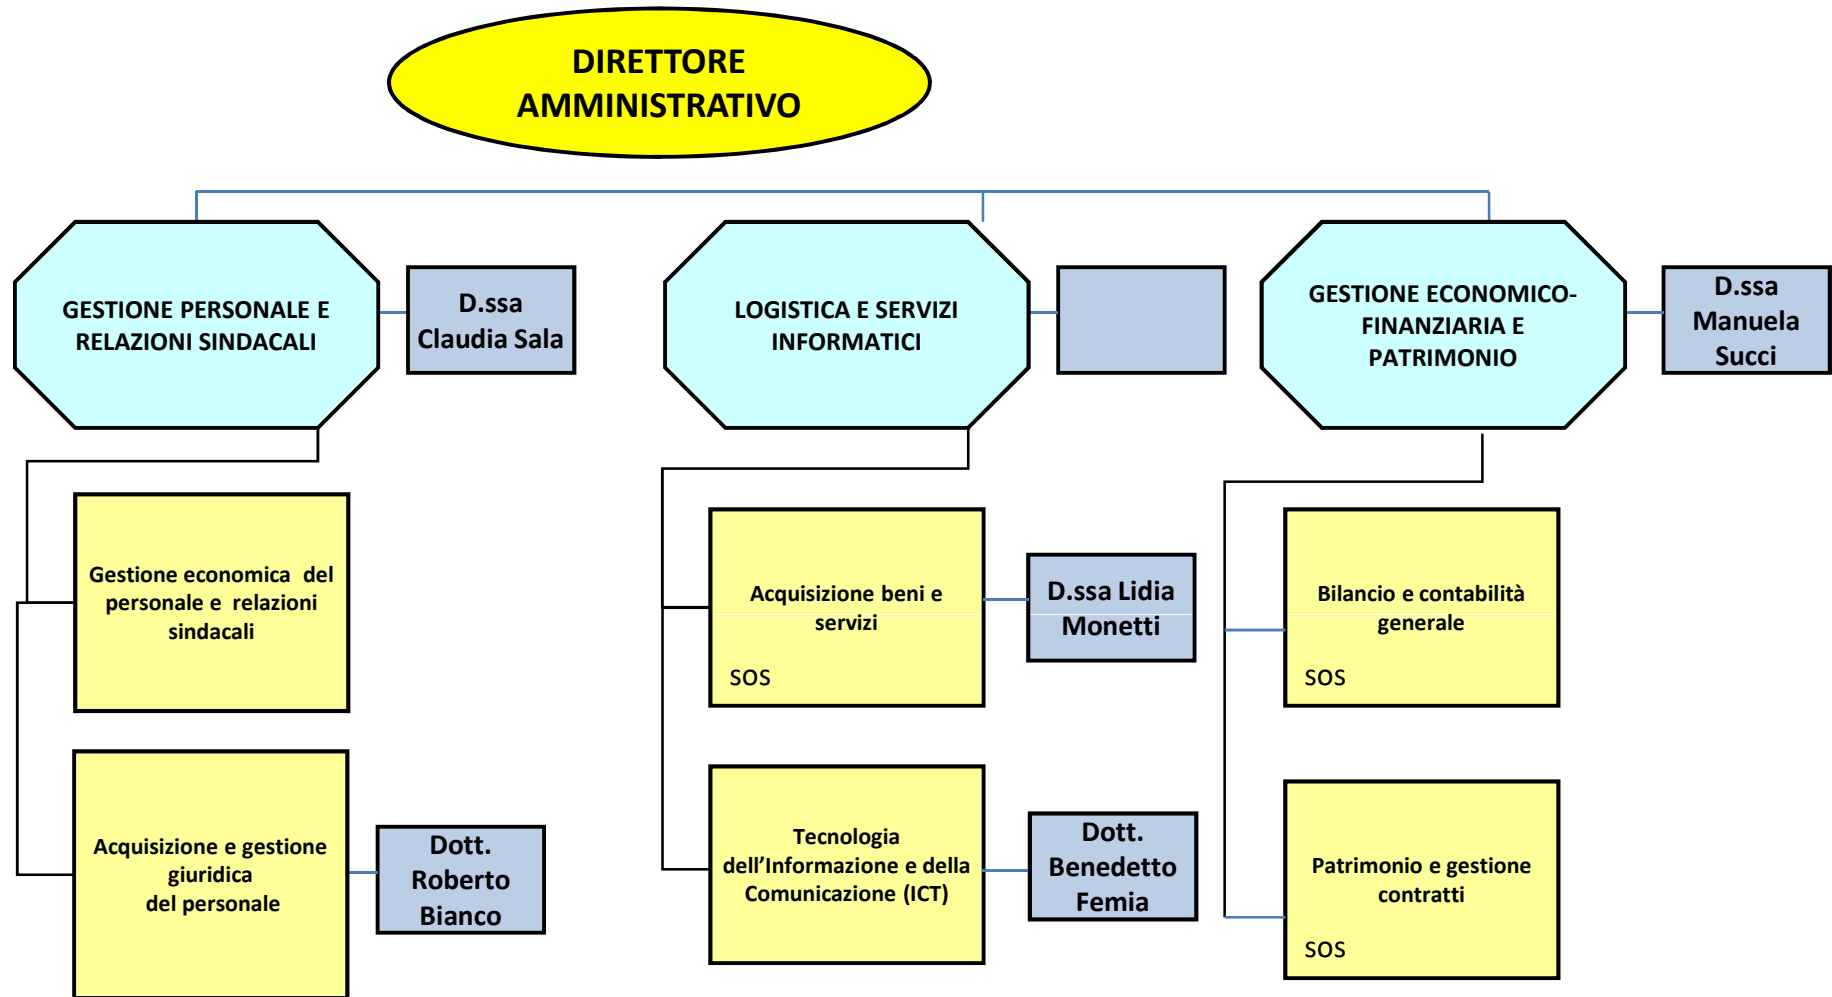 DIRETTORE
AMMINISTRATIVO
GESTIONE PERSONALE E
RELAZIONI SINDACALI
D.ssa
Claudia Sala
LOGISTICA E SERVIZI
INFORMATICI
GESTIONE ECONOMICO-
FINANZIARIA E
PATRIMONIO
D.ssa
Manuela
Succi
Gestione economica del
personale e relazioni
sindacali
Acquisizione beni e
servizi
SOS
D.ssa Lidia
Monetti
Bilancio e contabilità
generale
SOS
Acquisizione e gestione
giuridica
del personale
Dott.
Roberto
Bianco
Tecnologia
dell’Informazione e della
Comunicazione (ICT)
Dott.
Benedetto
Femia
Patrimonio e gestione
contratti
SOS